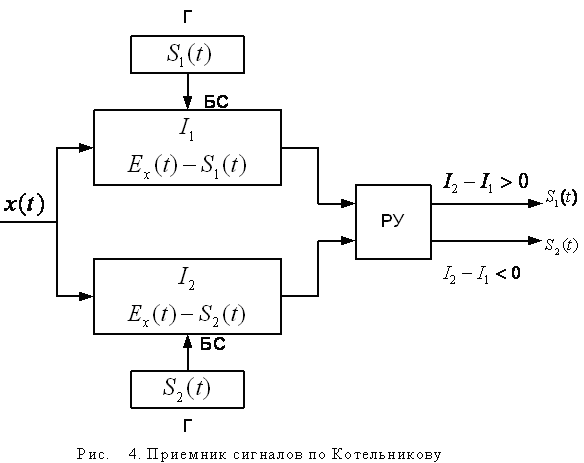 Г
S₁(t)
БС
I₁
Eₓ(t) – S₁(t)
x(t)
I₂ – I₁ > 0
S₁(t)
РУ
S₂(t)
I₂ – I₁ < 0
I₂
Eₓ(t) – S₂(t)
БС
S₂(t)
Г
Рис. 4. Приемник сигналов по Котельникову